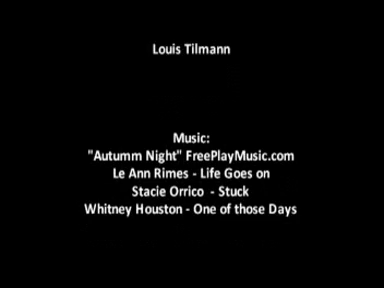 Louis Tilmann
Music:
"Autumm Night" FreePlayMusic.com
Le Ann Rimes - Life Goes on
Stacie Orrico - Stuck
Whitney Houston - One of those Days